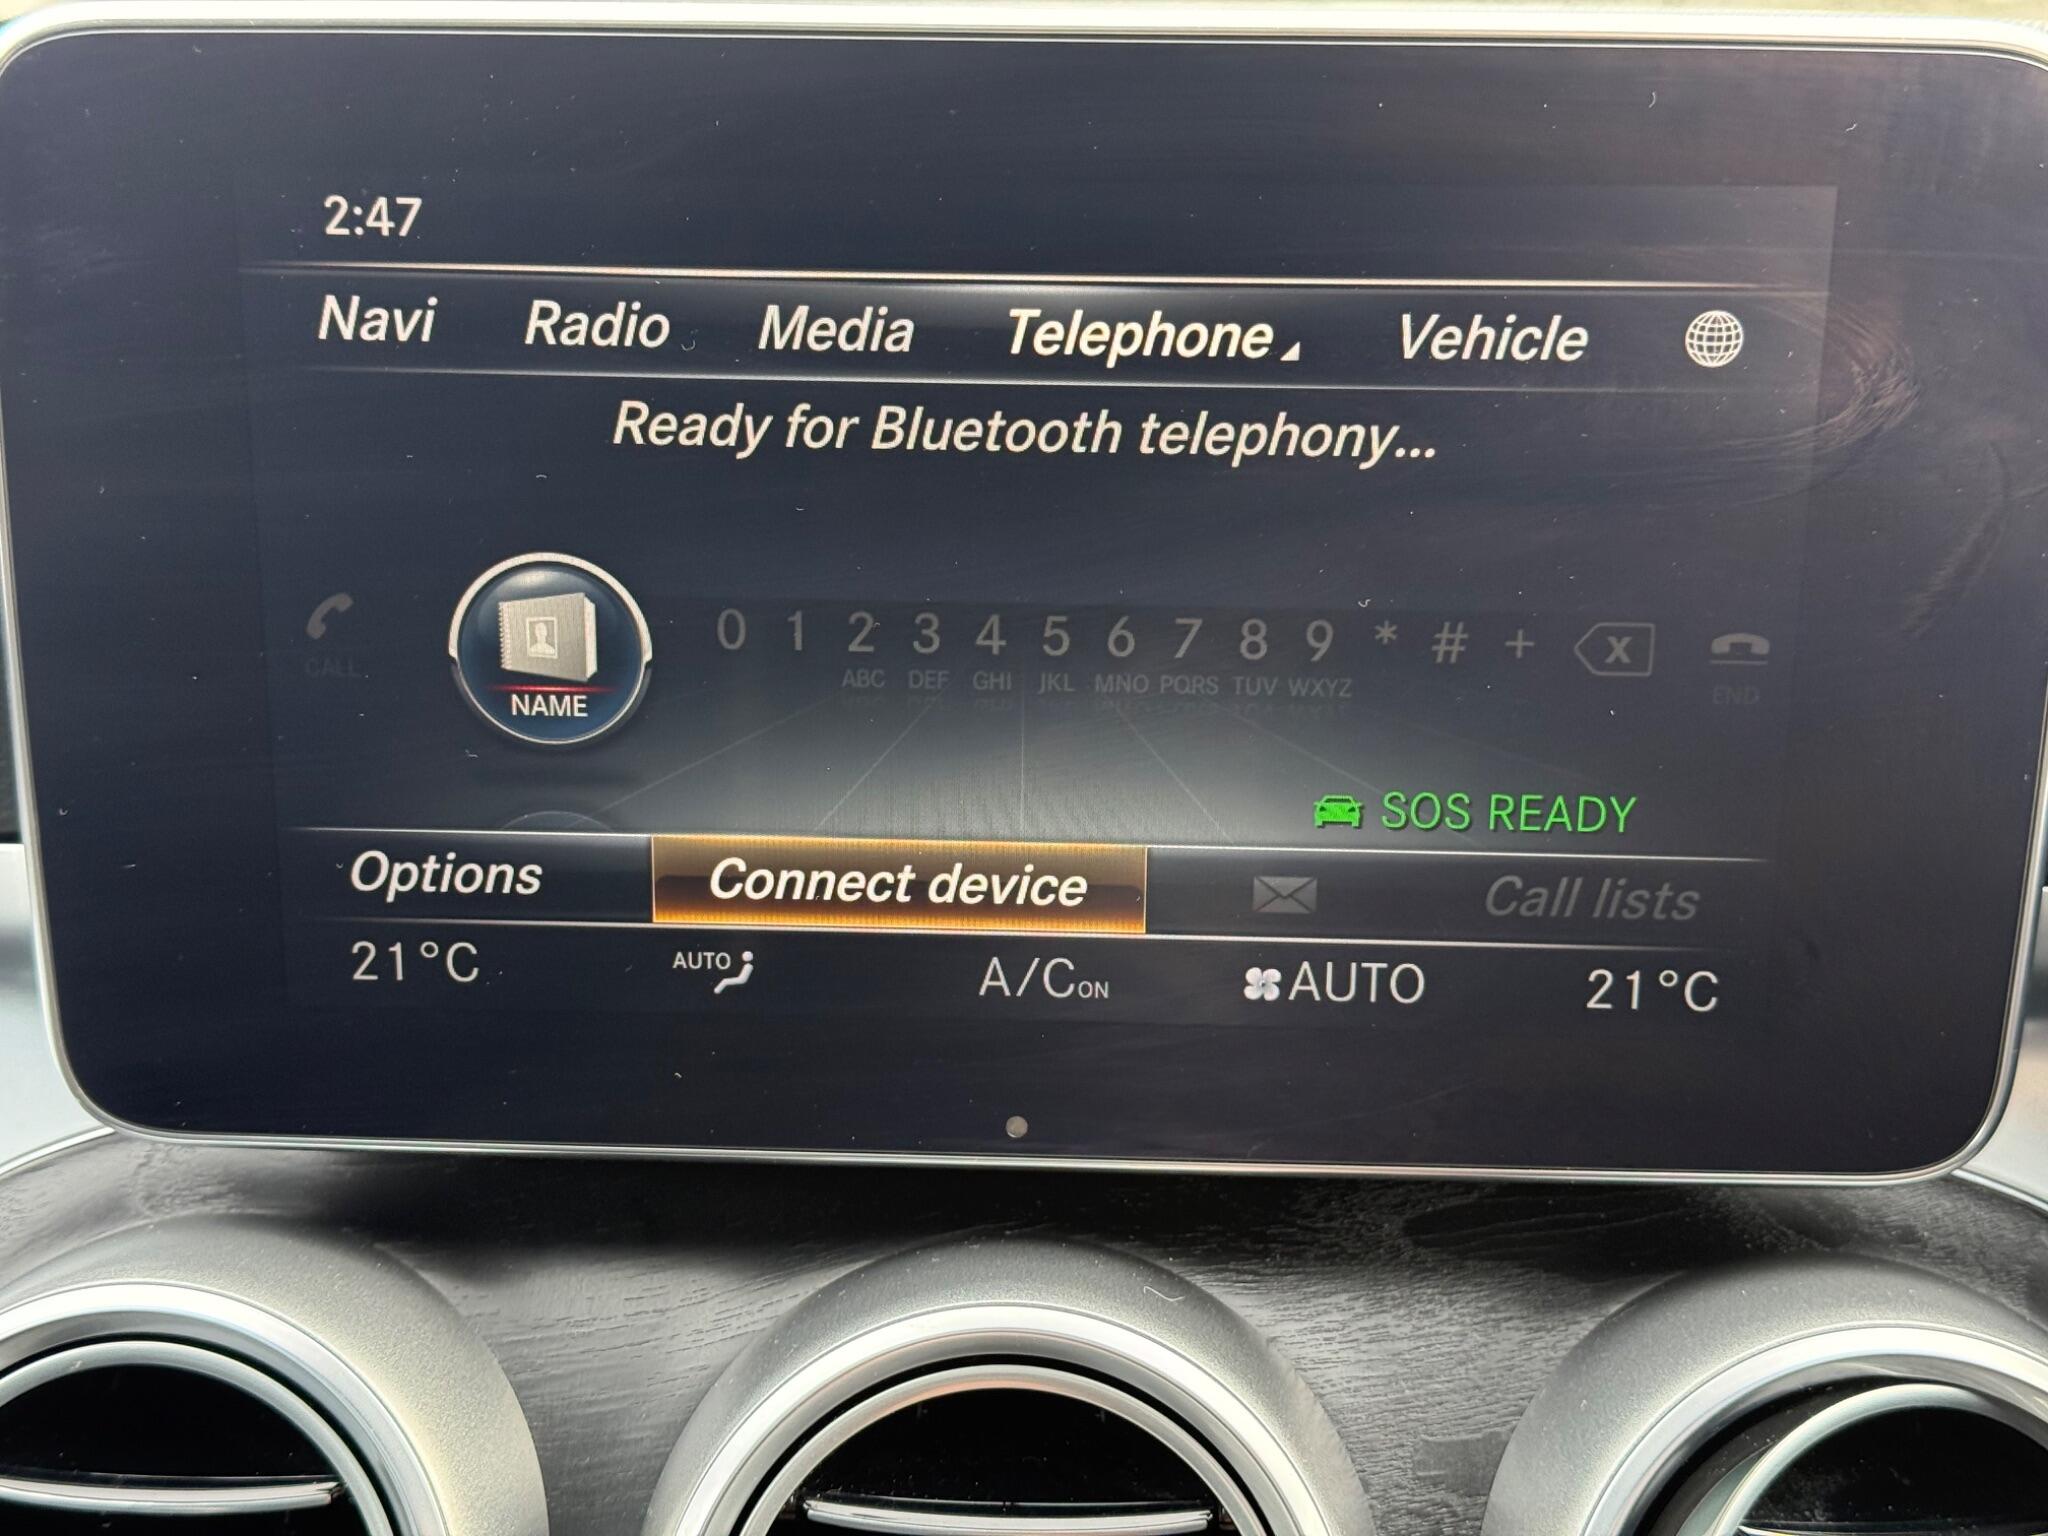 2:47
Navi Radio Media Telephone Vehicle
Ready for Bluetooth telephony...
CALL NAME 0 1 2 3 4 5 6 7 8 9 * # + X END
ABC DEF GHI JKL MNO PQRS TUV WXYZ
SOS READY
Options Connect device Call lists
21°C AUTO A/C ON AUTO 21°C